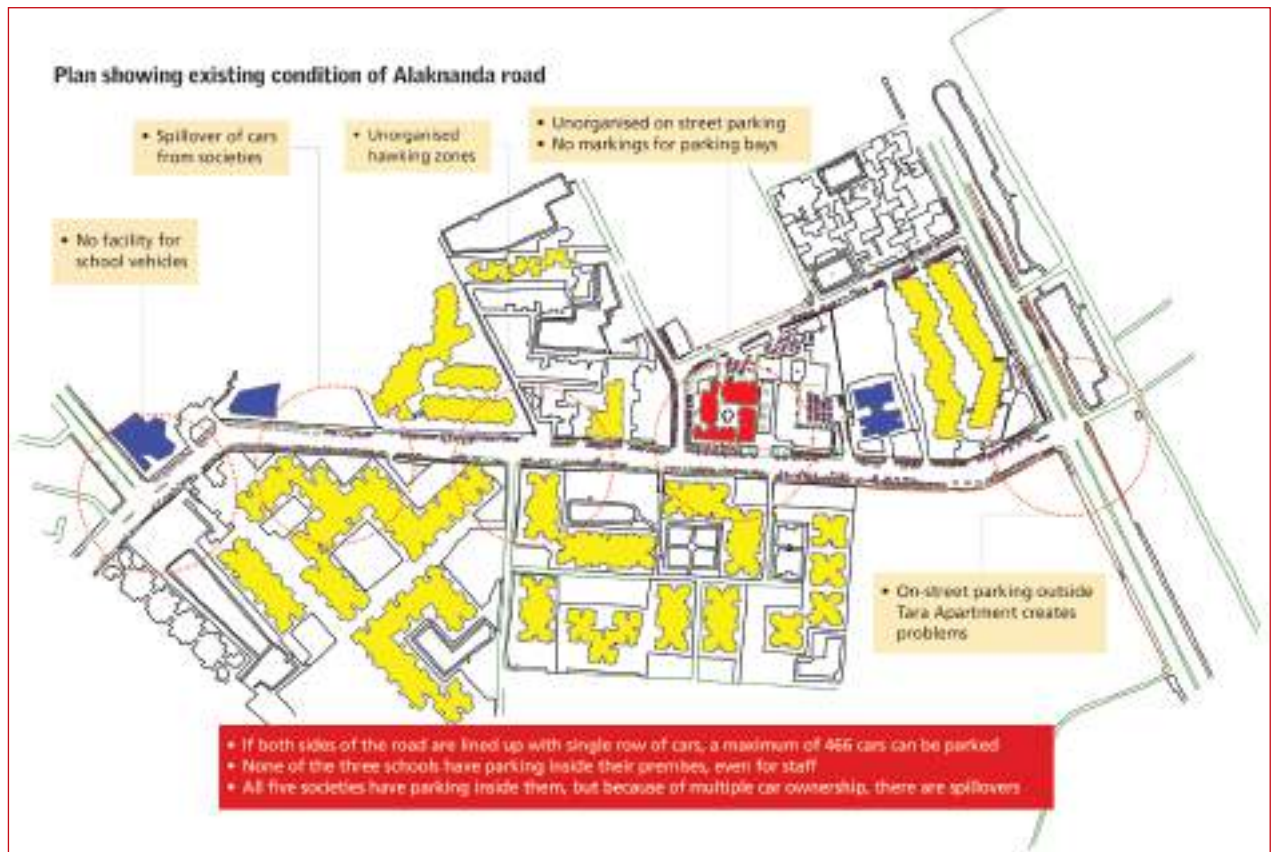 Plan showing existing condition of Alaknanda road
• Spillover of cars
from societies
• Unorganised
hawking zones
• Unorganised on street parking
• No markings for parking bays
• No facility for
school vehicles
• On-street parking outside
Tara Apartment creates
problems
• If both sides of the road are lined up with single row of cars, a maximum of 466 cars can be parked
• None of the three schools have parking inside their premises, even for staff
• All five societies have parking inside them, but because of multiple car ownership, there are spillovers